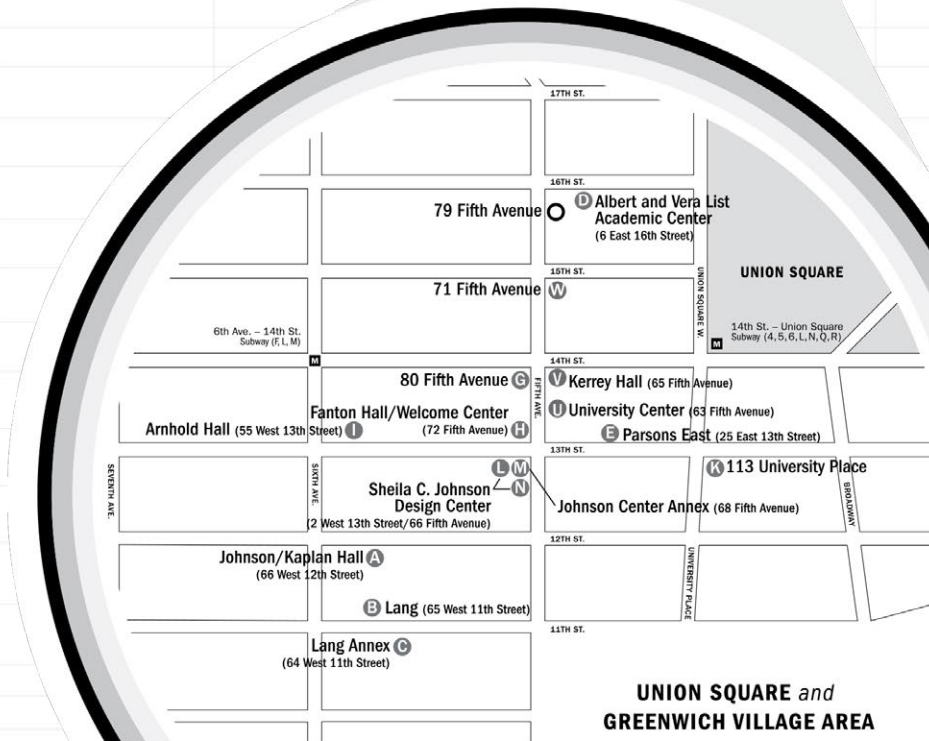 17TH ST.
16TH ST.
79 Fifth Avenue
D Albert and Vera List
Academic Center
(6 East 16th Street)
15TH ST.
UNION SQUARE W.
UNION SQUARE
71 Fifth Avenue W
6th Ave. – 14th St.
Subway (F, L, M)
M
14th St. – Union Square
Subway (4, 5, 6, L, N, Q, R)
M
14TH ST.
80 Fifth Avenue G
FIFTH AVE.
V Kerrey Hall (65 Fifth Avenue)
Fanton Hall/Welcome Center
(72 Fifth Avenue) H
U University Center (63 Fifth Avenue)
Arnhold Hall (55 West 13th Street) I
E Parsons East (25 East 13th Street)
13TH ST.
SEVENTH AVE.
SIXTH AVE.
L M
N
Sheila C. Johnson
Design Center
(2 West 13th Street/66 Fifth Avenue)
K 113 University Place
Johnson Center Annex (68 Fifth Avenue)
BROADWAY
12TH ST.
Johnson/Kaplan Hall A
(66 West 12th Street)
UNIVERSITY PLACE
B Lang (65 West 11th Street)
11TH ST.
Lang Annex C
(64 West 11th Street)
UNION SQUARE and
GREENWICH VILLAGE AREA